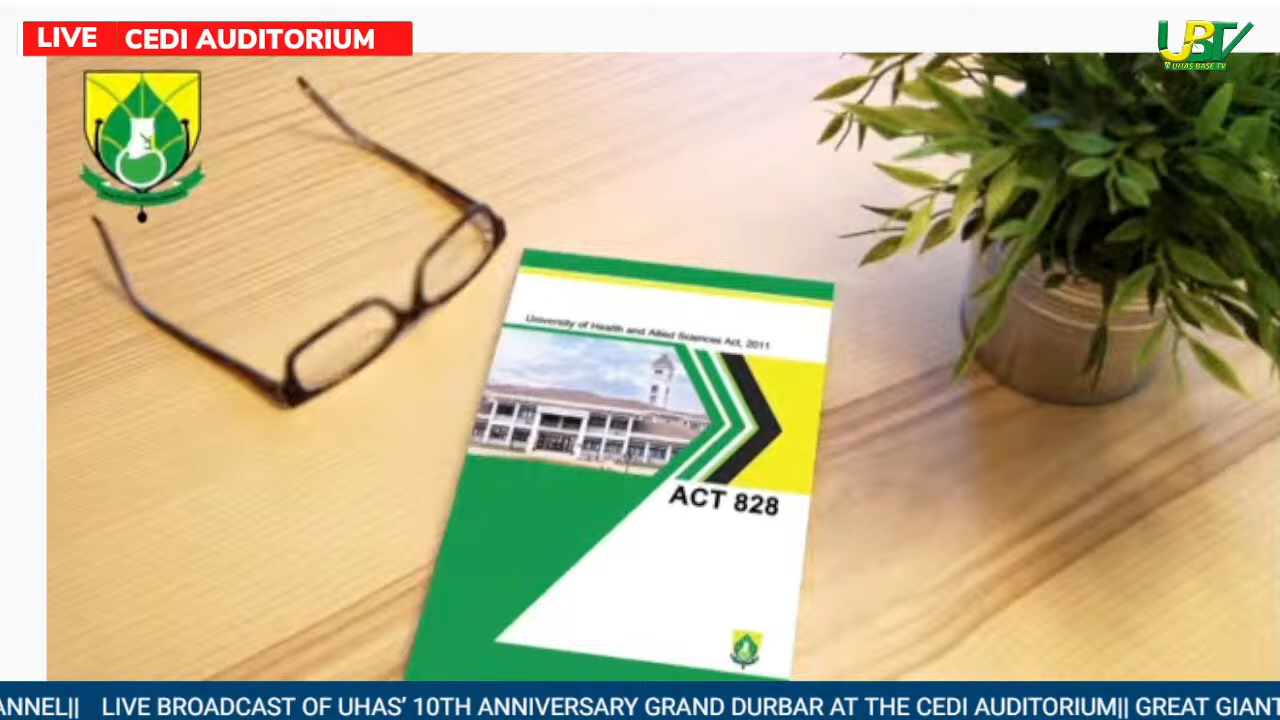 LIVE CEDI AUDITORIUM
UBTV
UHAS BASE TV
University of Health and Allied Sciences Act, 2011
ACT 828
ANNEL|| LIVE BROADCAST OF UHAS' 10TH ANNIVERSARY GRAND DURBAR AT THE CEDI AUDITORIUM|| GREAT GIANT